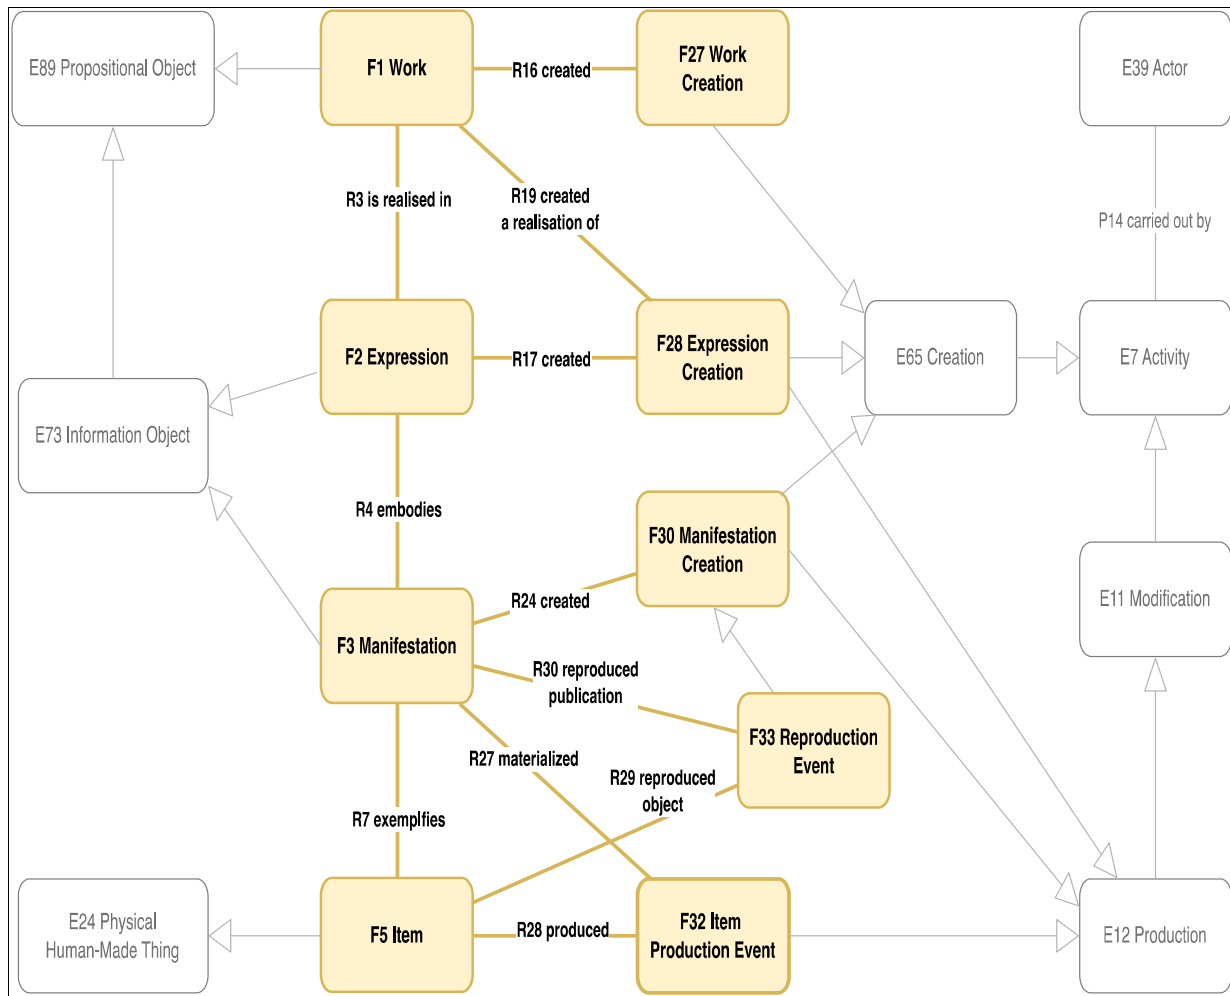 E89 Propositional Object
F1 Work
R16 created
F27 Work
Creation
E39 Actor
R3 is realised in
R19 created
a realisation of
P14 carried out by
F2 Expression
R17 created
F28 Expression
Creation
E65 Creation
E7 Activity
E73 Information Object
R4 embodies
F30 Manifestation
Creation
R24 created
E11 Modification
F3 Manifestation
R30 reproduced
publication
F33 Reproduction
Event
R27 materialized
R29 reproduced
object
R7 exemplfies
E24 Physical
Human-Made Thing
F5 Item
R28 produced
F32 Item
Production Event
E12 Production